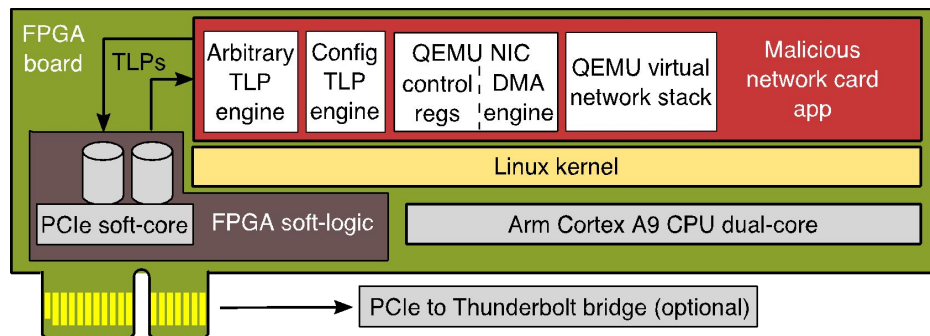 FPGA
board
TLPs
Arbitrary
TLP
engine
Config
TLP
engine
QEMU NIC
control DMA
regs engine
QEMU virtual
network stack
Malicious
network card
app
Linux kernel
PCIe soft-core
FPGA soft-logic
Arm Cortex A9 CPU dual-core
PCIe to Thunderbolt bridge (optional)